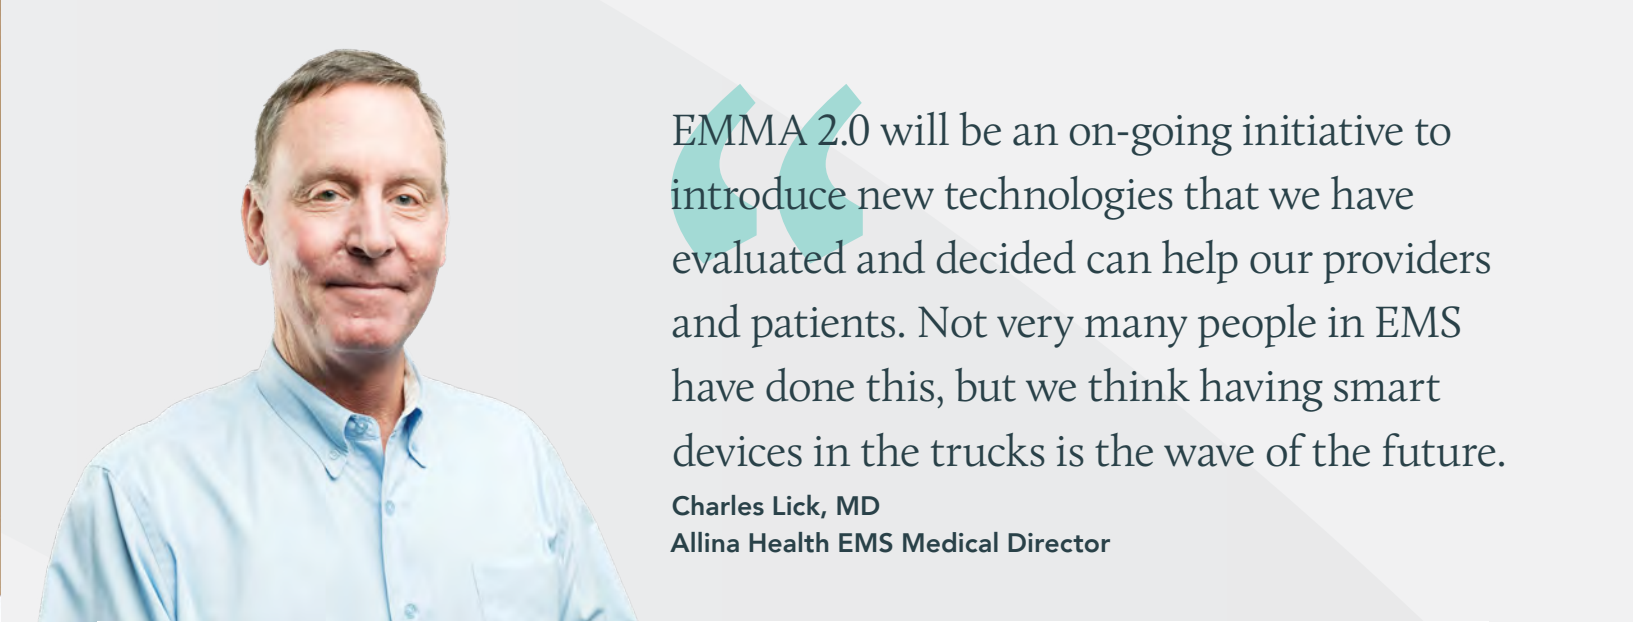 EMMA 2.0 will be an on-going initiative to
introduce new technologies that we have
evaluated and decided can help our providers
and patients. Not very many people in EMS
have done this, but we think having smart
devices in the trucks is the wave of the future.
Charles Lick, MD
Allina Health EMS Medical Director